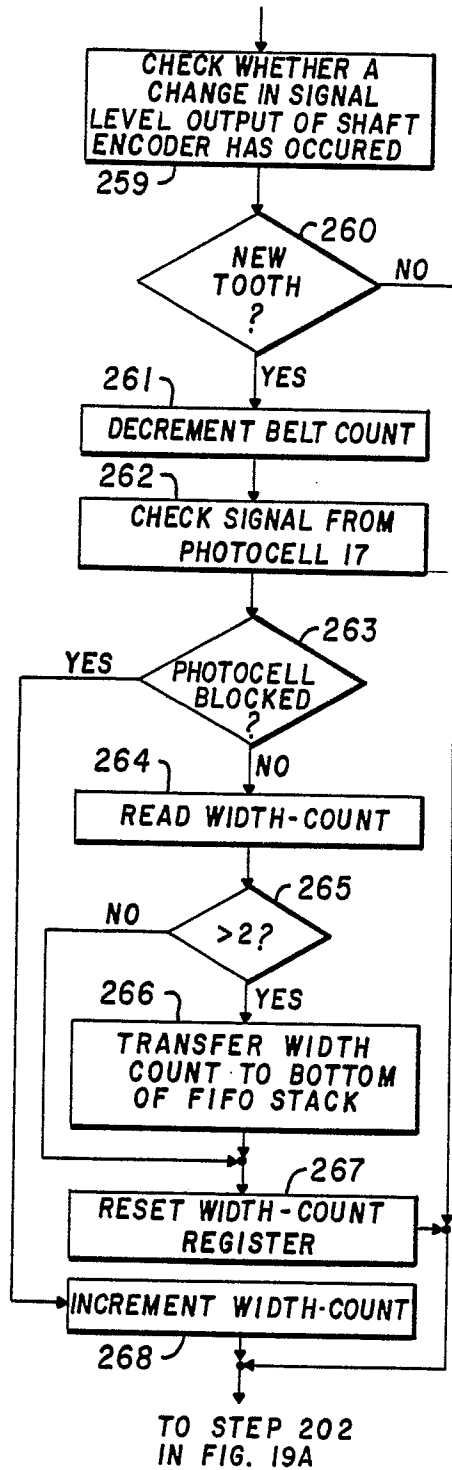 CHECK WHETHER A
CHANGE IN SIGNAL
LEVEL OUTPUT OF SHAFT
ENCODER HAS OCCURED
259
260
NEW
TOOTH
?
NO
YES
261
DECREMENT BELT COUNT
262
CHECK SIGNAL FROM
PHOTOCELL 17
263
YES
PHOTOCELL
BLOCKED
?
264
NO
READ WIDTH-COUNT
265
NO
>2?
266
YES
TRANSFER WIDTH
COUNT TO BOTTOM
OF FIFO STACK
267
RESET WIDTH-COUNT
REGISTER
INCREMENT WIDTH-COUNT
268
TO STEP 202
IN FIG. 19A